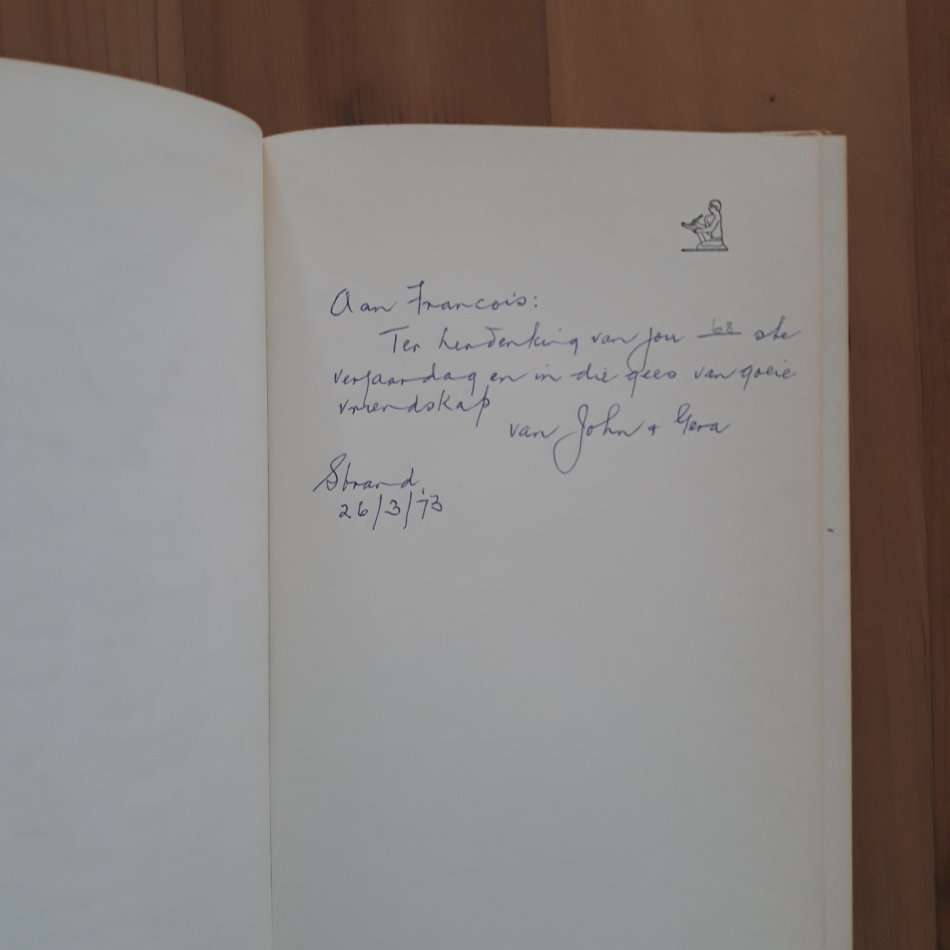 Aan Francois:
Ter herdenking van jou 68 ste
verjaardag en in die gees van goeie
vriendskap
van John + Gera
Strand.
26/3/73